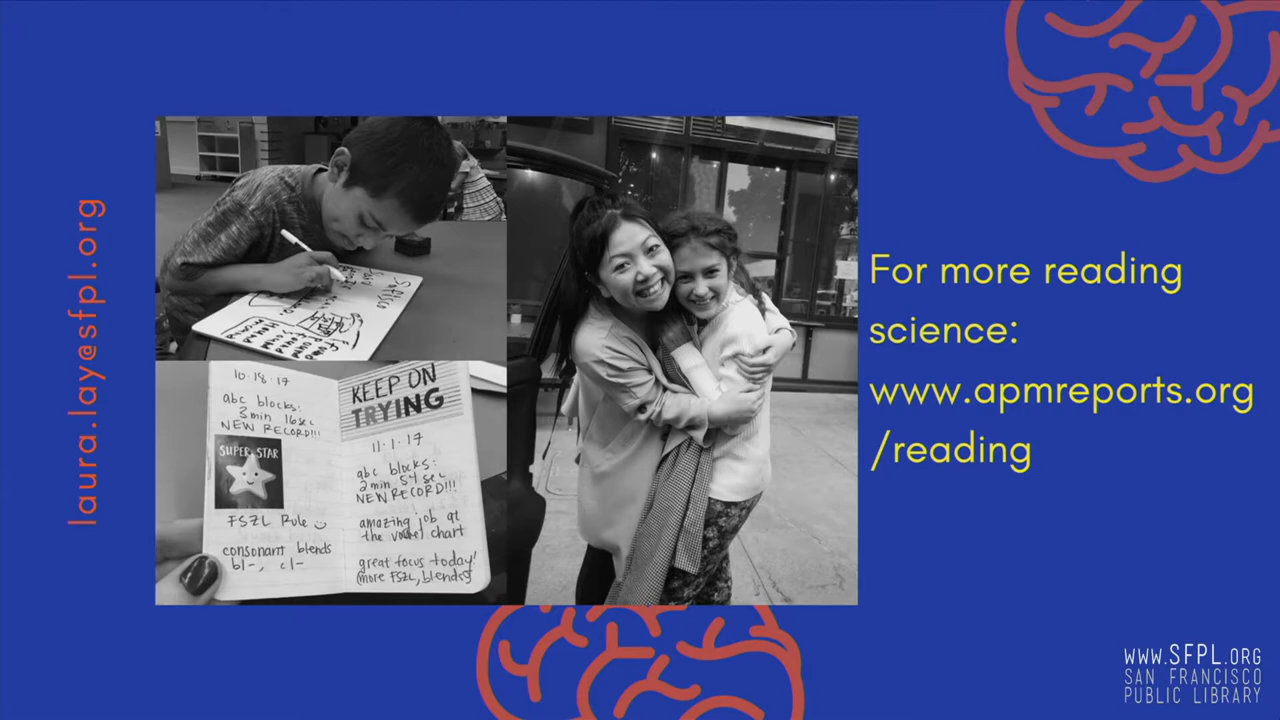 laura.lay@sfpl.org
10.18.17
abc blocks:
3 min 16 sec
NEW RECORD!!!
SUPER STAR
FSZL Rule
consonant blends
bl-, cl-
KEEP ON
TRYING
11.1.17
abc blocks:
2 min 54 sec
NEW RECORD!!!
amazing job at
the vowel chart
great focus today!
(more FSZL, blends)
For more reading
science:
www.apmreports.org
/reading
www.SFPL.ORG
SAN FRANCISCO
PUBLIC LIBRARY